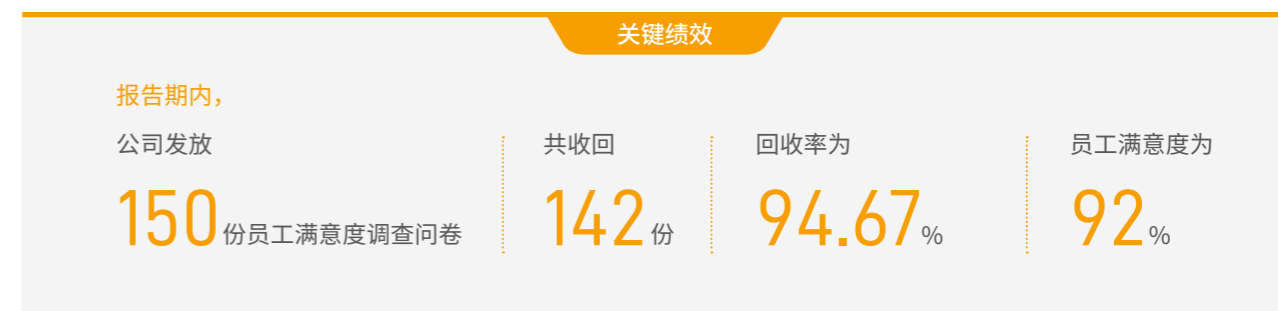 关键绩效
报告期内，
公司发放
150份员工满意度调查问卷
共收回
142份
回收率为
94.67%
员工满意度为
92%